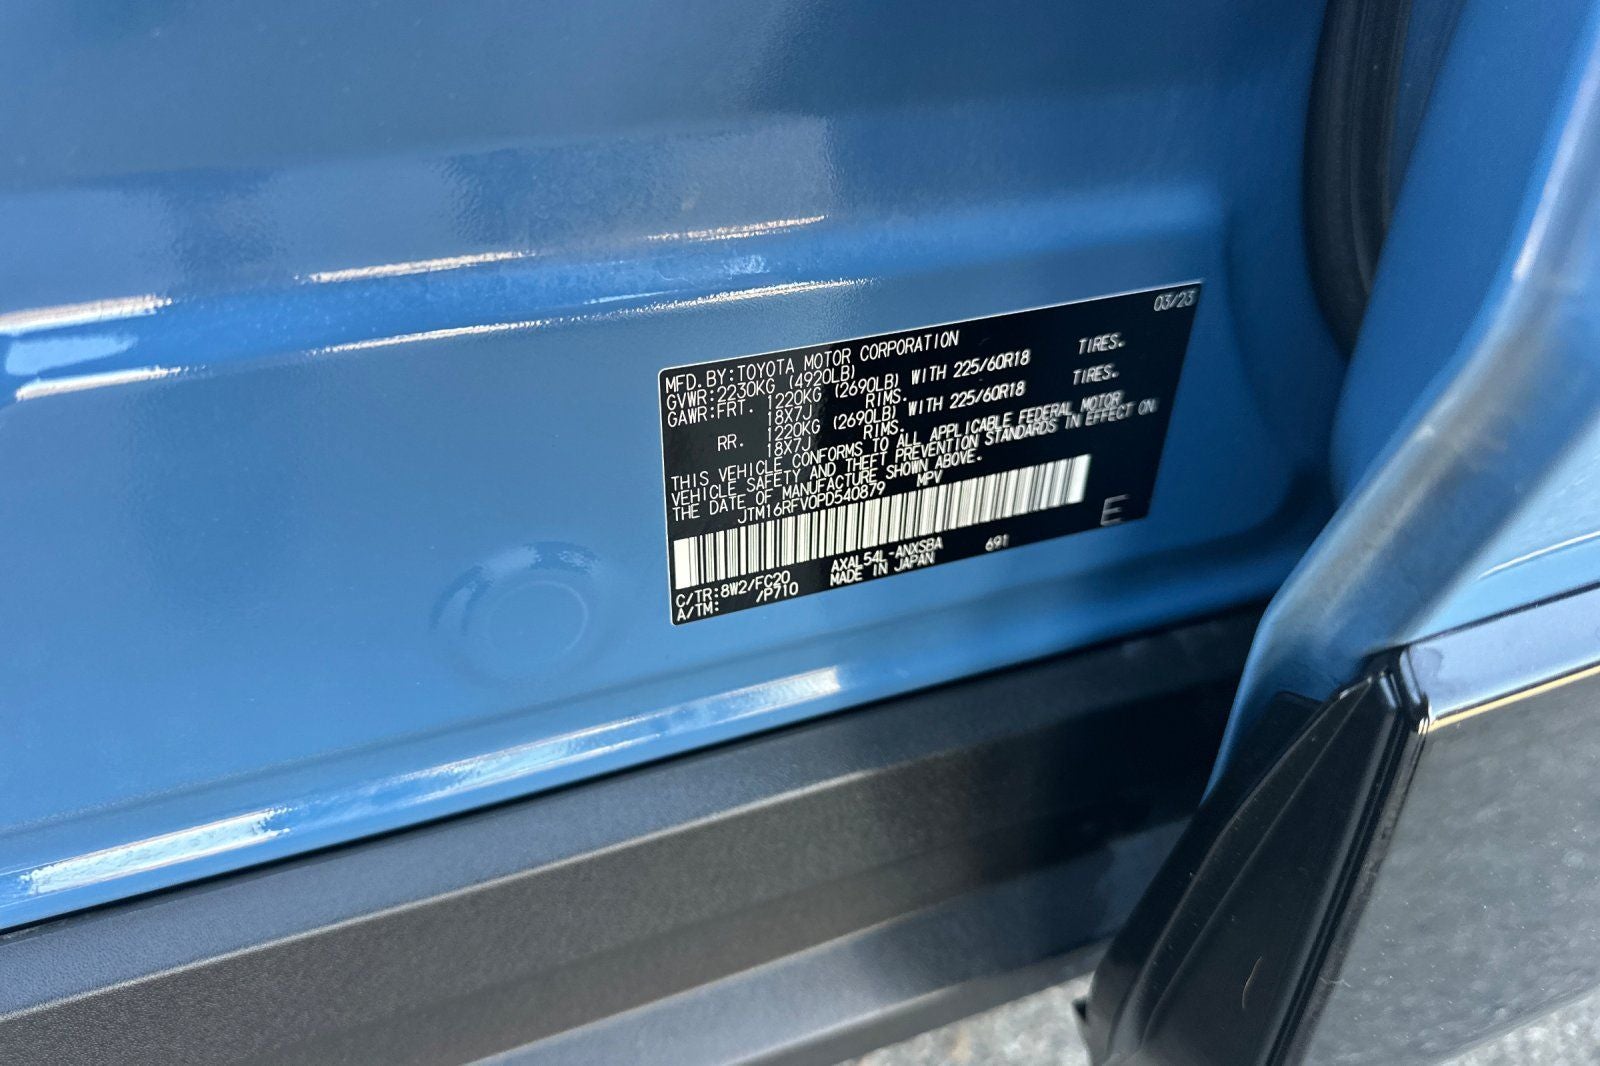 03/23
MFD.BY:TOYOTA MOTOR CORPORATION
GVWR:2230KG (4920LB)
GAWR:FRT. 1220KG (2690LB) WITH 225/60R18 TIRES.
18X7J RIMS.
RR. 1220KG (2690LB) WITH 225/60R18 TIRES.
18X7J RIMS.
THIS VEHICLE CONFORMS TO ALL APPLICABLE FEDERAL MOTOR
VEHICLE SAFETY AND THEFT PREVENTION STANDARDS IN EFFECT ON
THE DATE OF MANUFACTURE SHOWN ABOVE.
JTM16RFV0PD540879 MPV
E
C/TR:8W2/FC20 AXAL54L-ANXSBA 691
A/TM: /P710 MADE IN JAPAN